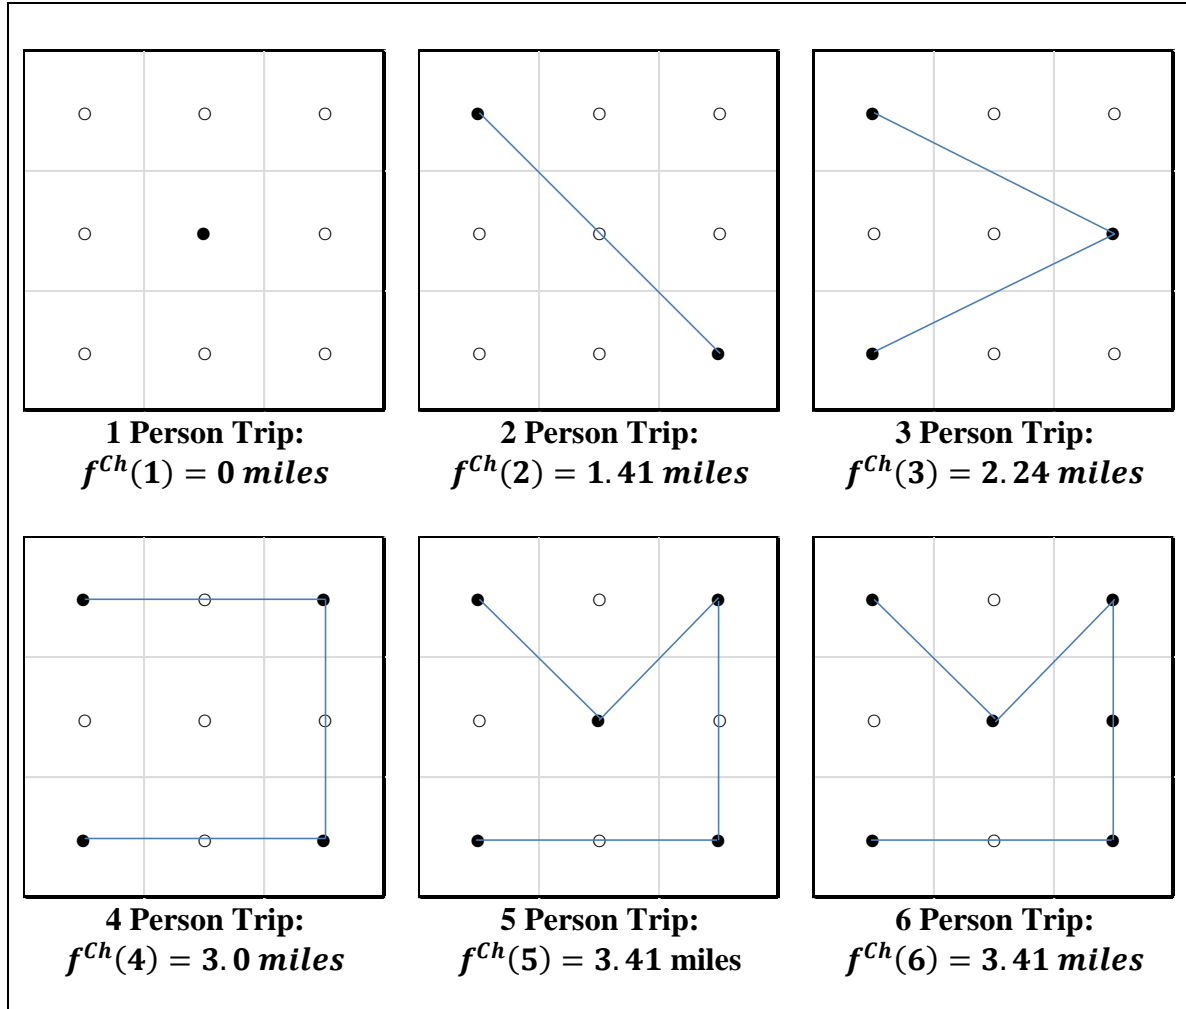 1 Person Trip:
2 Person Trip:
3 Person Trip:
f^{Ch}(1) = 0 miles
f^{Ch}(2) = 1.41 miles
f^{Ch}(3) = 2.24 miles
4 Person Trip:
5 Person Trip:
6 Person Trip:
f^{Ch}(4) = 3.0 miles
f^{Ch}(5) = 3.41 miles
f^{Ch}(6) = 3.41 miles